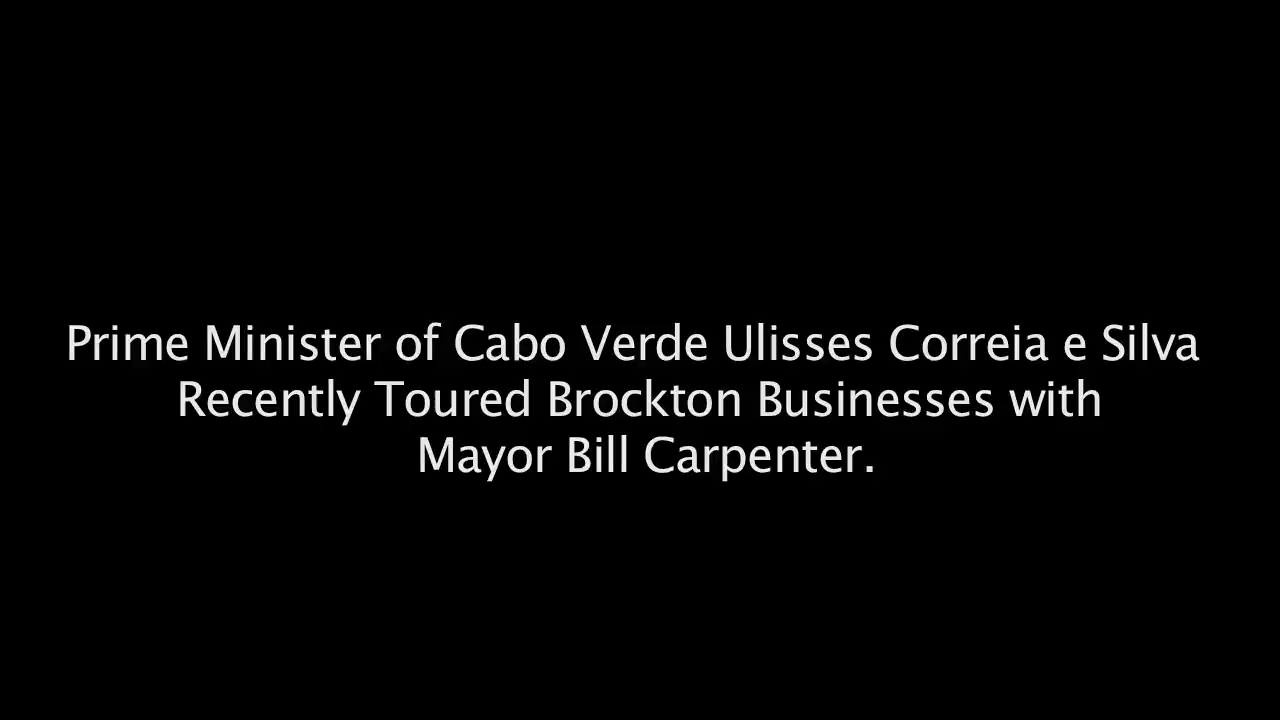 Prime Minister of Cabo Verde Ulisses Correia e Silva
Recently Toured Brockton Businesses with
Mayor Bill Carpenter.